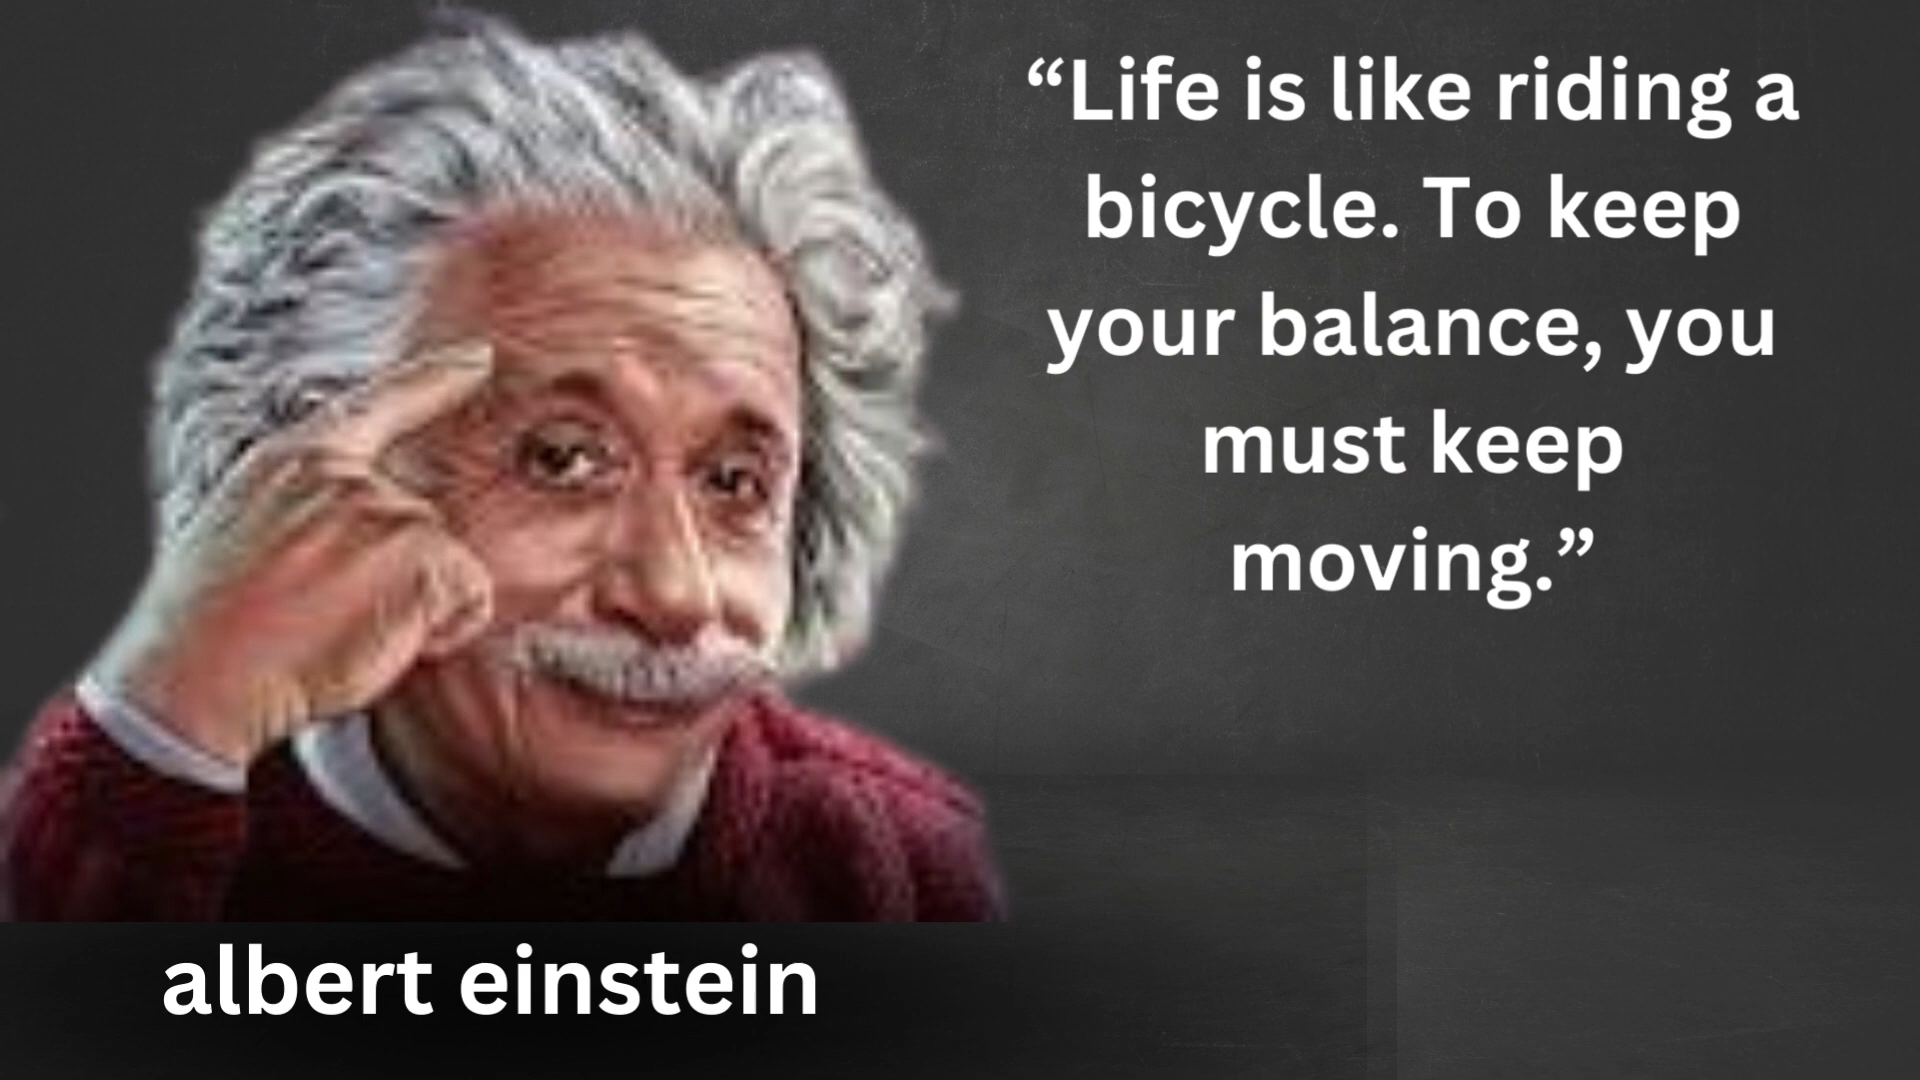 “Life is like riding a
bicycle. To keep
your balance, you
must keep
moving.”
albert einstein